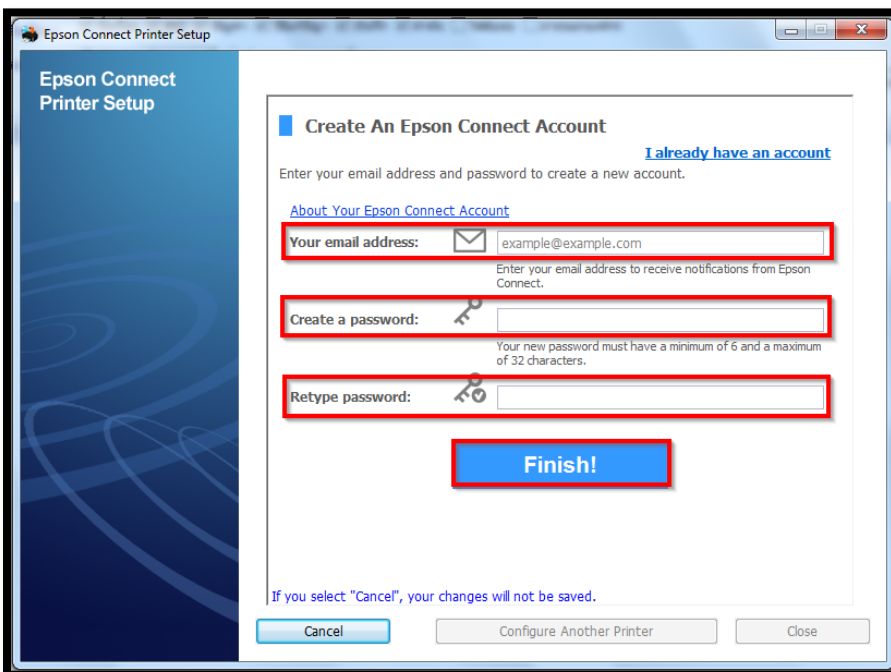 Epson Connect Printer Setup
Epson Connect
Printer Setup
Create An Epson Connect Account
I already have an account
Enter your email address and password to create a new account.
About Your Epson Connect Account
Your email address:
example@example.com
Enter your email address to receive notifications from Epson
Connect.
Create a password:
Your new password must have a minimum of 6 and a maximum
of 32 characters.
Retype password:
Finish!
If you select "Cancel", your changes will not be saved.
Cancel
Configure Another Printer
Close